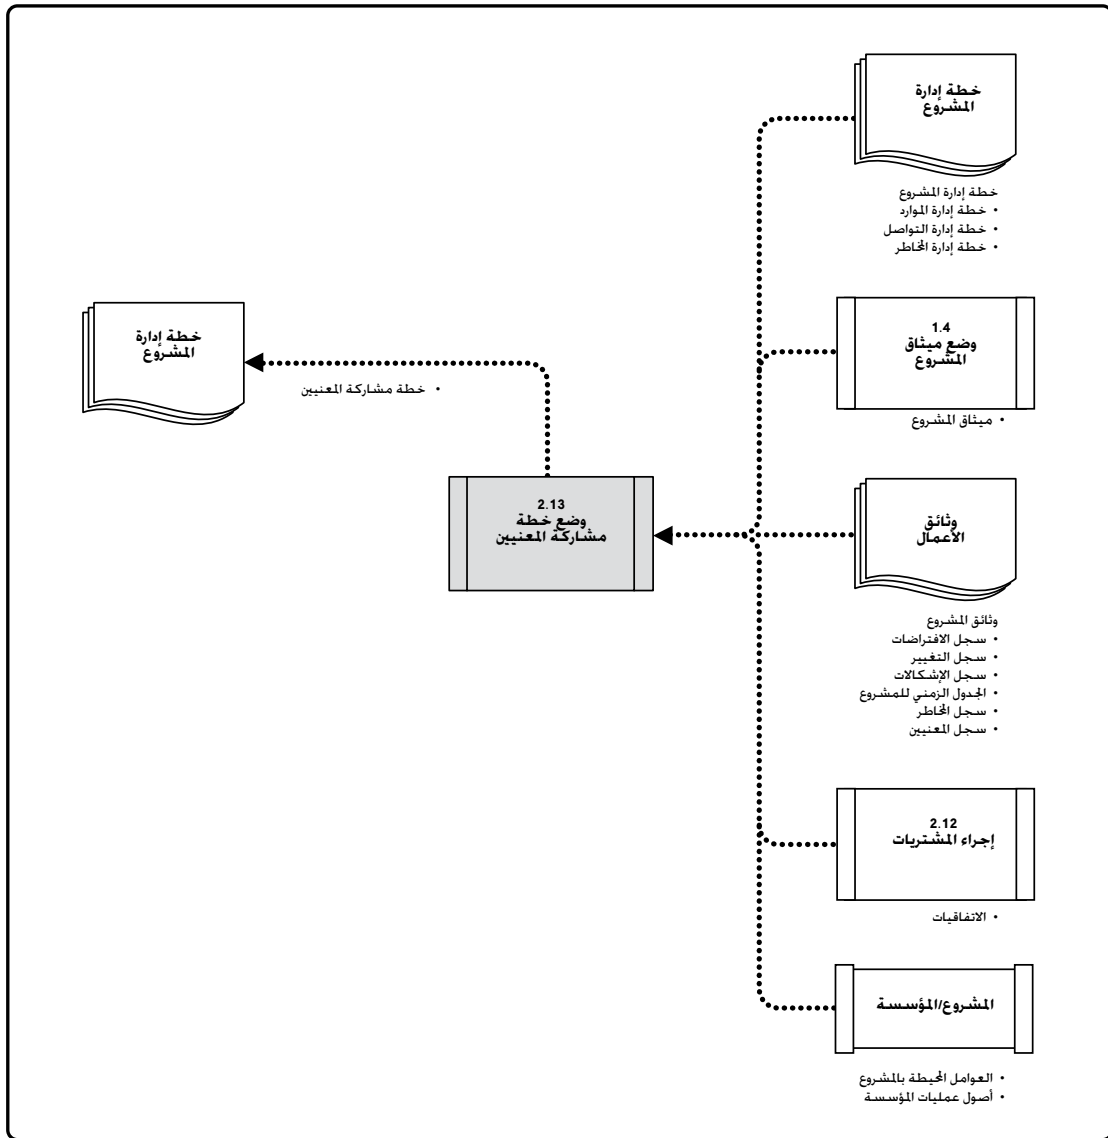 خطة إدارة
المشروع
خطة إدارة المشروع
• خطة إدارة الموارد
• خطة إدارة التواصل
• خطة إدارة المخاطر
1.4
وضع ميثاق
المشروع
• ميثاق المشروع
وثائق
الأعمال
وثائق المشروع
• سجل الافتراضات
• سجل التغيير
• سجل الإشكالات
• الجدول الزمني للمشروع
• سجل المخاطر
• سجل المعنيين
2.12
إجراء المشتريات
• الاتفاقيات
المشروع/المؤسسة
• العوامل المحيطة بالمشروع
• أصول عمليات المؤسسة
2.13
وضع خطة
مشاركة المعنيين
• خطة مشاركة المعنيين
خطة إدارة
المشروع